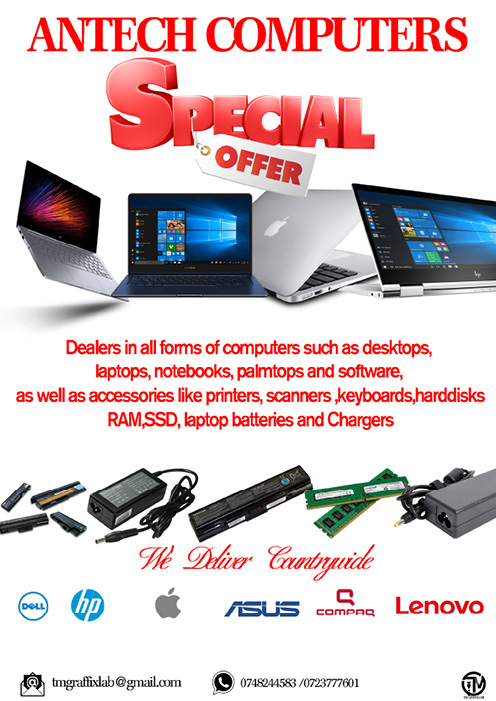 ANTECH COMPUTERS
SPECIAL
OFFER
hp
Dealers in all forms of computers such as desktops,
laptops, notebooks, palmtops and software,
as well as accessories like printers, scanners ,keyboards,harddisks
RAM,SSD, laptop batteries and Chargers
We Deliver Countrywide
DELL
hp
ASUS
COMPAQ
Lenovo
tmgraffixlab@gmail.com
0748244583 /0723777601